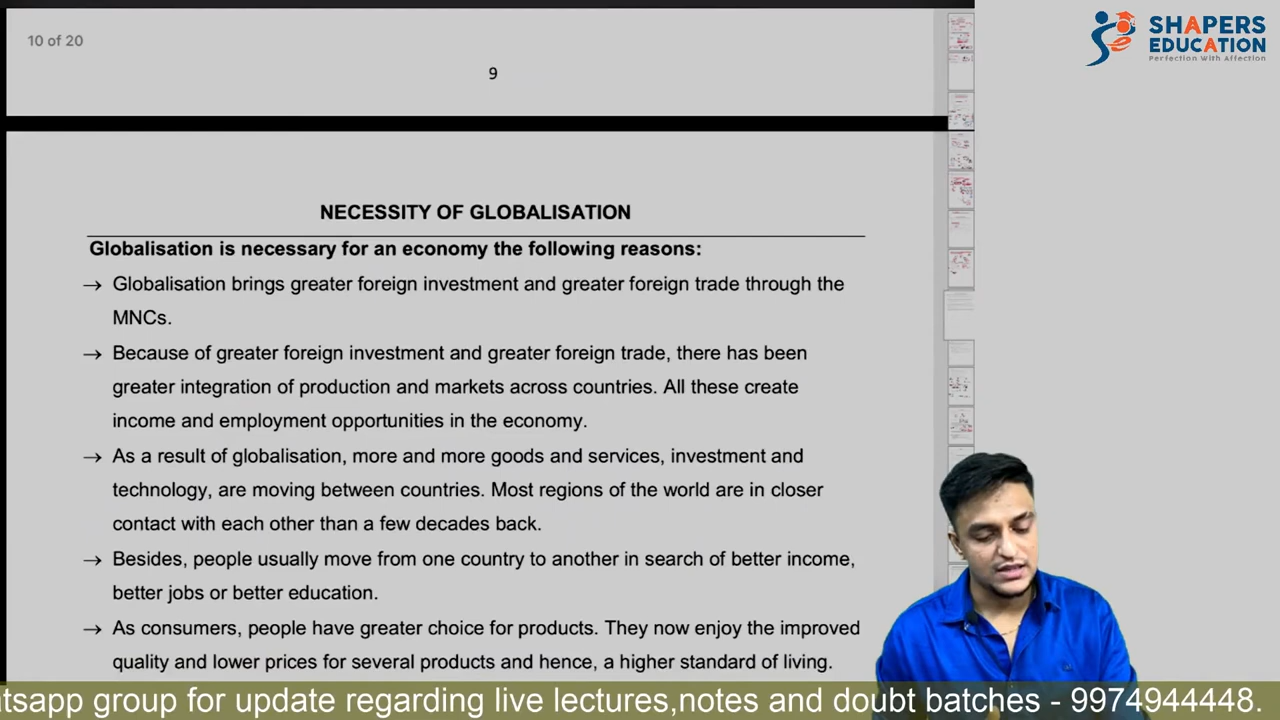 10 of 20
SHAPERS
EDUCATION
Perfection With Affection
9
NECESSITY OF GLOBALISATION
Globalisation is necessary for an economy the following reasons:
→ Globalisation brings greater foreign investment and greater foreign trade through the
MNCs.
→ Because of greater foreign investment and greater foreign trade, there has been
greater integration of production and markets across countries. All these create
income and employment opportunities in the economy.
→ As a result of globalisation, more and more goods and services, investment and
technology, are moving between countries. Most regions of the world are in closer
contact with each other than a few decades back.
→ Besides, people usually move from one country to another in search of better income,
better jobs or better education.
→ As consumers, people have greater choice for products. They now enjoy the improved
quality and lower prices for several products and hence, a higher standard of living.
atsapp group for update regarding live lectures,notes and doubt batches - 9974944448.